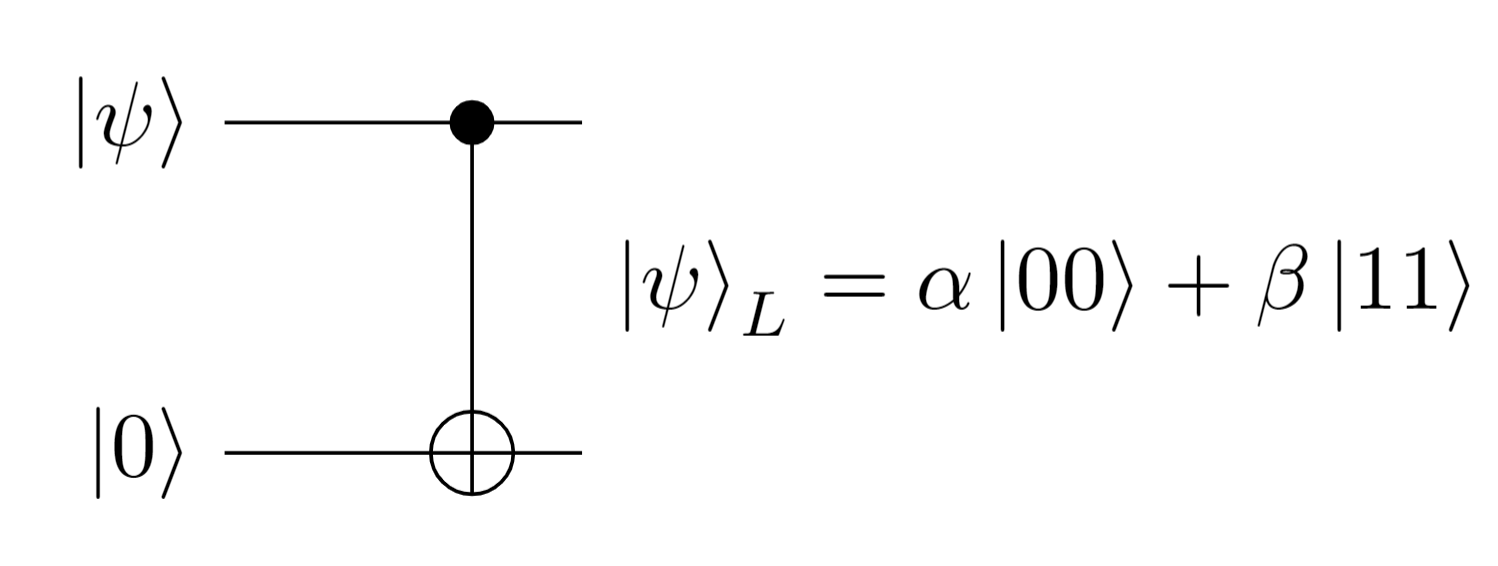 |ψ⟩
|ψ⟩_L = α |00⟩ + β |11⟩
|0⟩